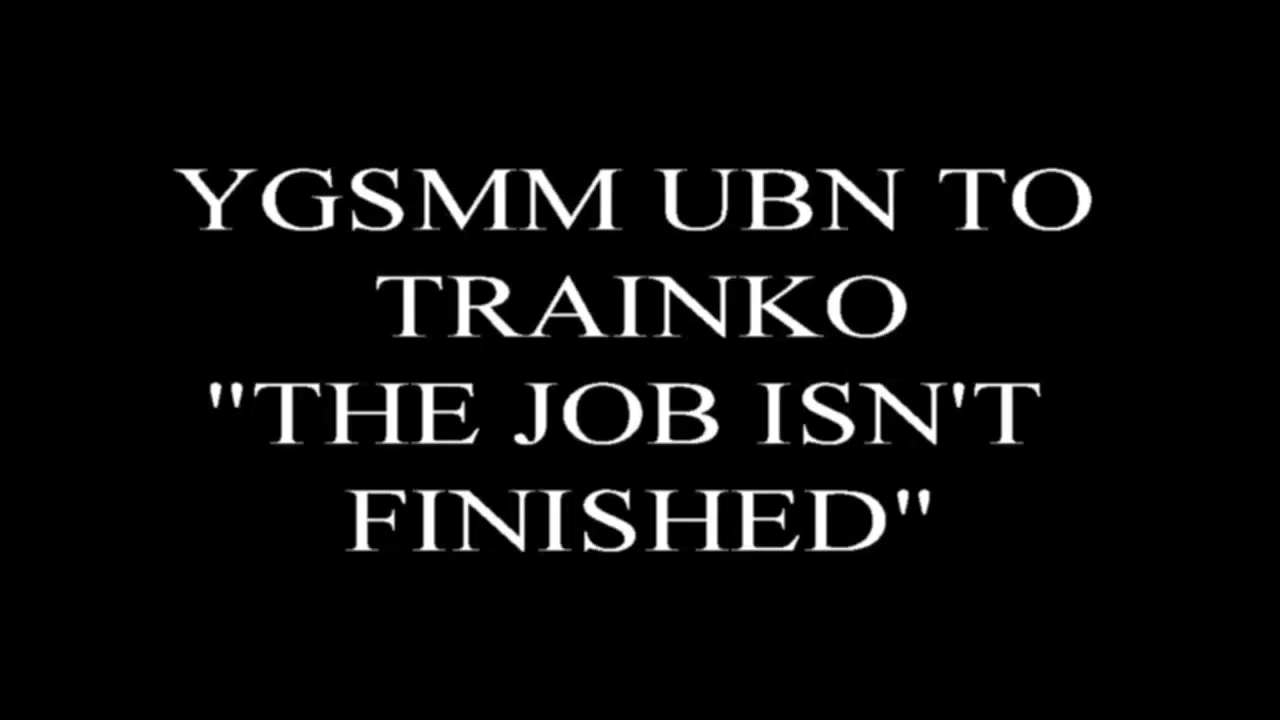 YGSMM UBN TO
TRAINKO
"THE JOB ISN'T
FINISHED"